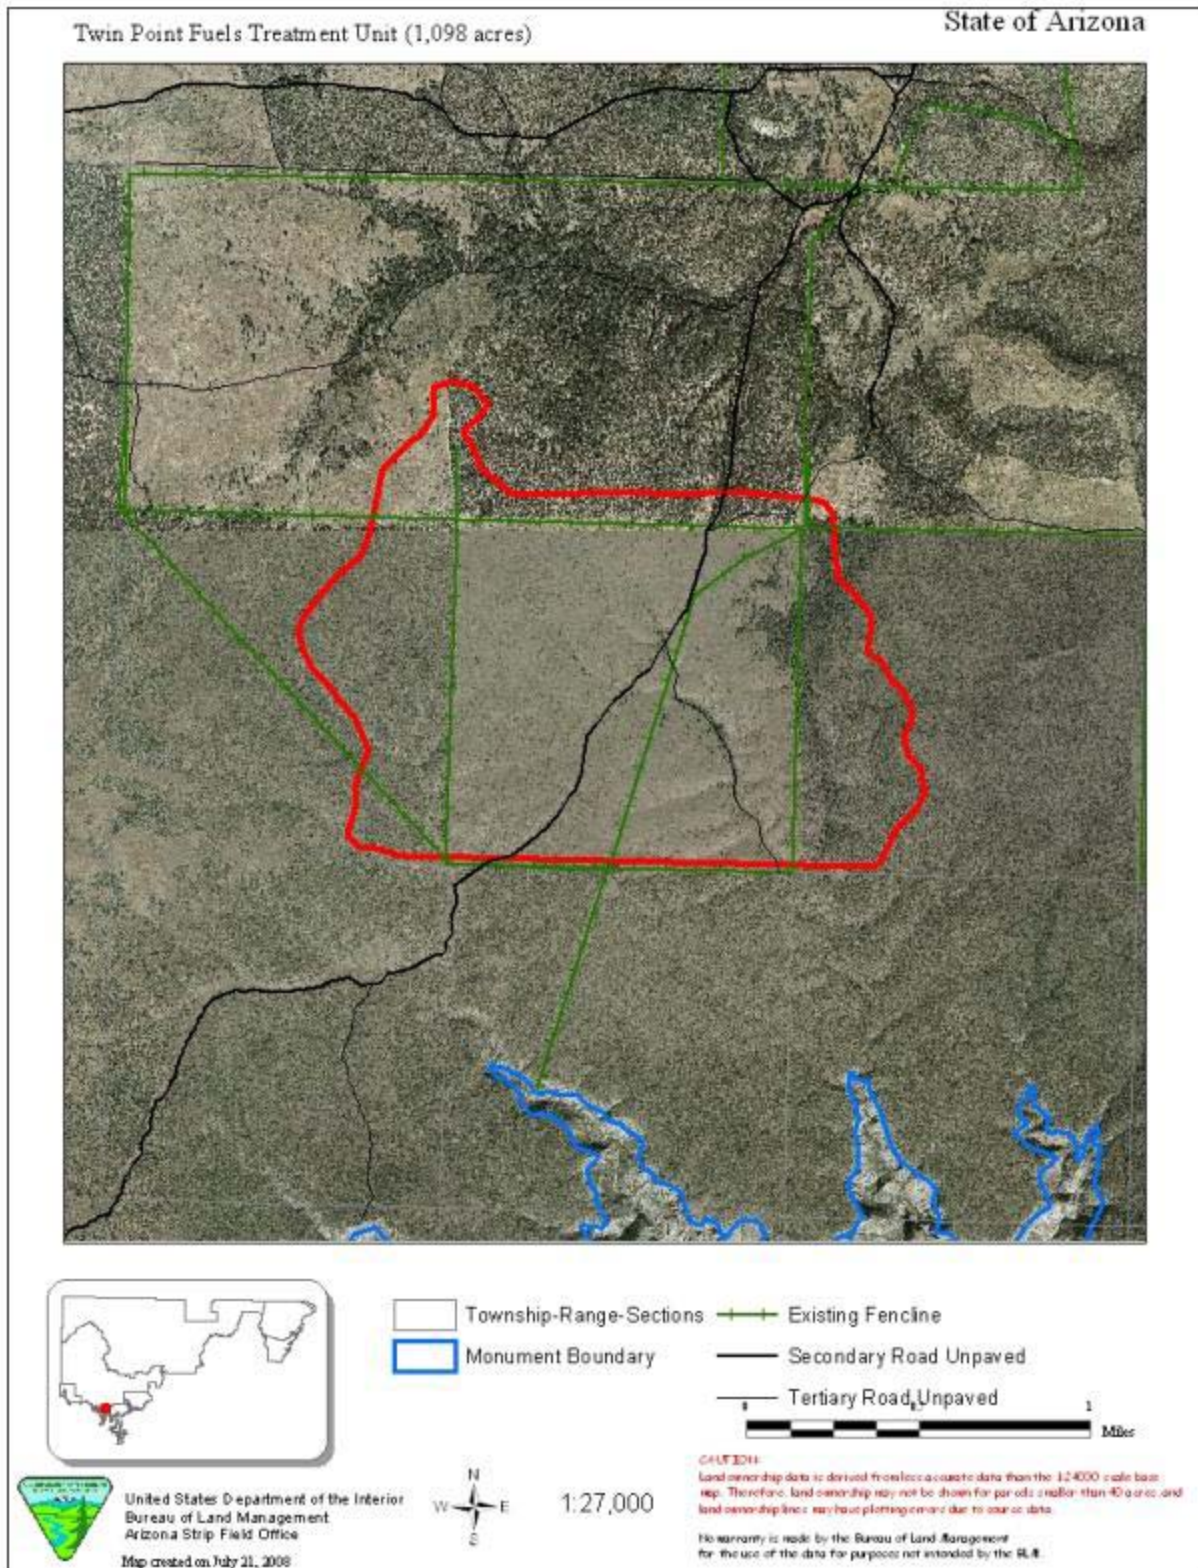 Twin Point Fuels Treatment Unit (1,098 acres)
State of Arizona
Township-Range-Sections
Monument Boundary
Existing Fencline
Secondary Road Unpaved
Tertiary Road Unpaved
0 0.5 1
Miles
N
W E
S
1:27,000
United States Department of the Interior
Bureau of Land Management
Arizona Strip Field Office
Map created on July 21, 2008
CAUTION:
Land ownership data is derived from less accurate data than the 1:24000 scale base
map. Therefore, land ownership may not be shown for parcels smaller than 40 acres, and
land ownership lines may have plotting errors due to source data.
No warranty is made by the Bureau of Land Management
for the use of the data for purposes not intended by the BLM.